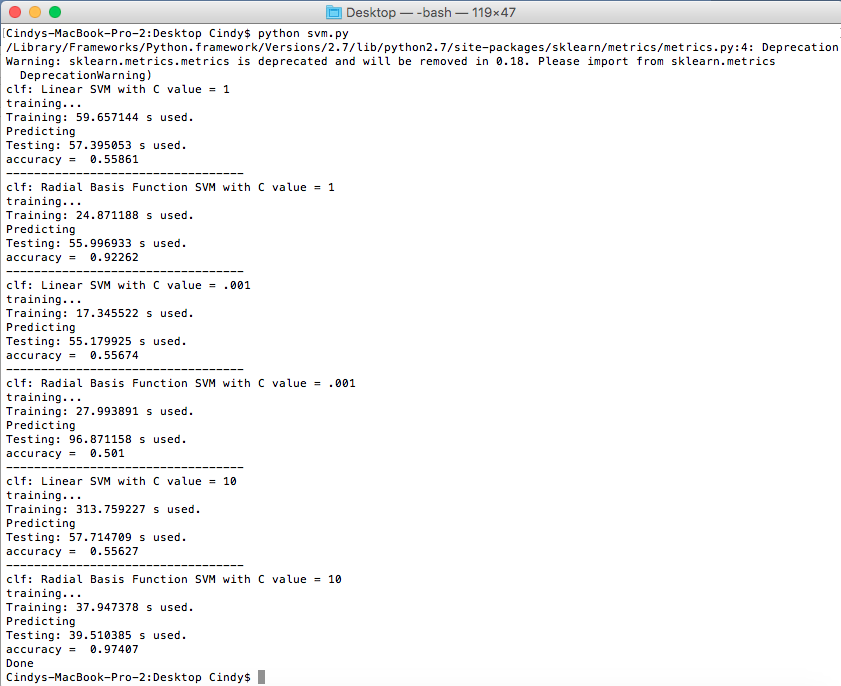 Desktop — -bash — 119×47
[Cindys-MacBook-Pro-2:Desktop Cindy$ python svm.py
/Library/Frameworks/Python.framework/Versions/2.7/lib/python2.7/site-packages/sklearn/metrics/metrics.py:4: Deprecation
Warning: sklearn.metrics.metrics is deprecated and will be removed in 0.18. Please import from sklearn.metrics
  DeprecationWarning)
clf: Linear SVM with C value = 1
training...
Training: 59.657144 s used.
Predicting
Testing: 57.395053 s used.
accuracy =  0.55861
----------------------------------
clf: Radial Basis Function SVM with C value = 1
training...
Training: 24.871188 s used.
Predicting
Testing: 55.996933 s used.
accuracy =  0.92262
----------------------------------
clf: Linear SVM with C value = .001
training...
Training: 17.345522 s used.
Predicting
Testing: 55.179925 s used.
accuracy =  0.55674
----------------------------------
clf: Radial Basis Function SVM with C value = .001
training...
Training: 27.993891 s used.
Predicting
Testing: 96.871158 s used.
accuracy =  0.501
----------------------------------
clf: Linear SVM with C value = 10
training...
Training: 313.759227 s used.
Predicting
Testing: 57.714709 s used.
accuracy =  0.55627
----------------------------------
clf: Radial Basis Function SVM with C value = 10
training...
Training: 37.947378 s used.
Predicting
Testing: 39.510385 s used.
accuracy =  0.97407
Done
Cindys-MacBook-Pro-2:Desktop Cindy$